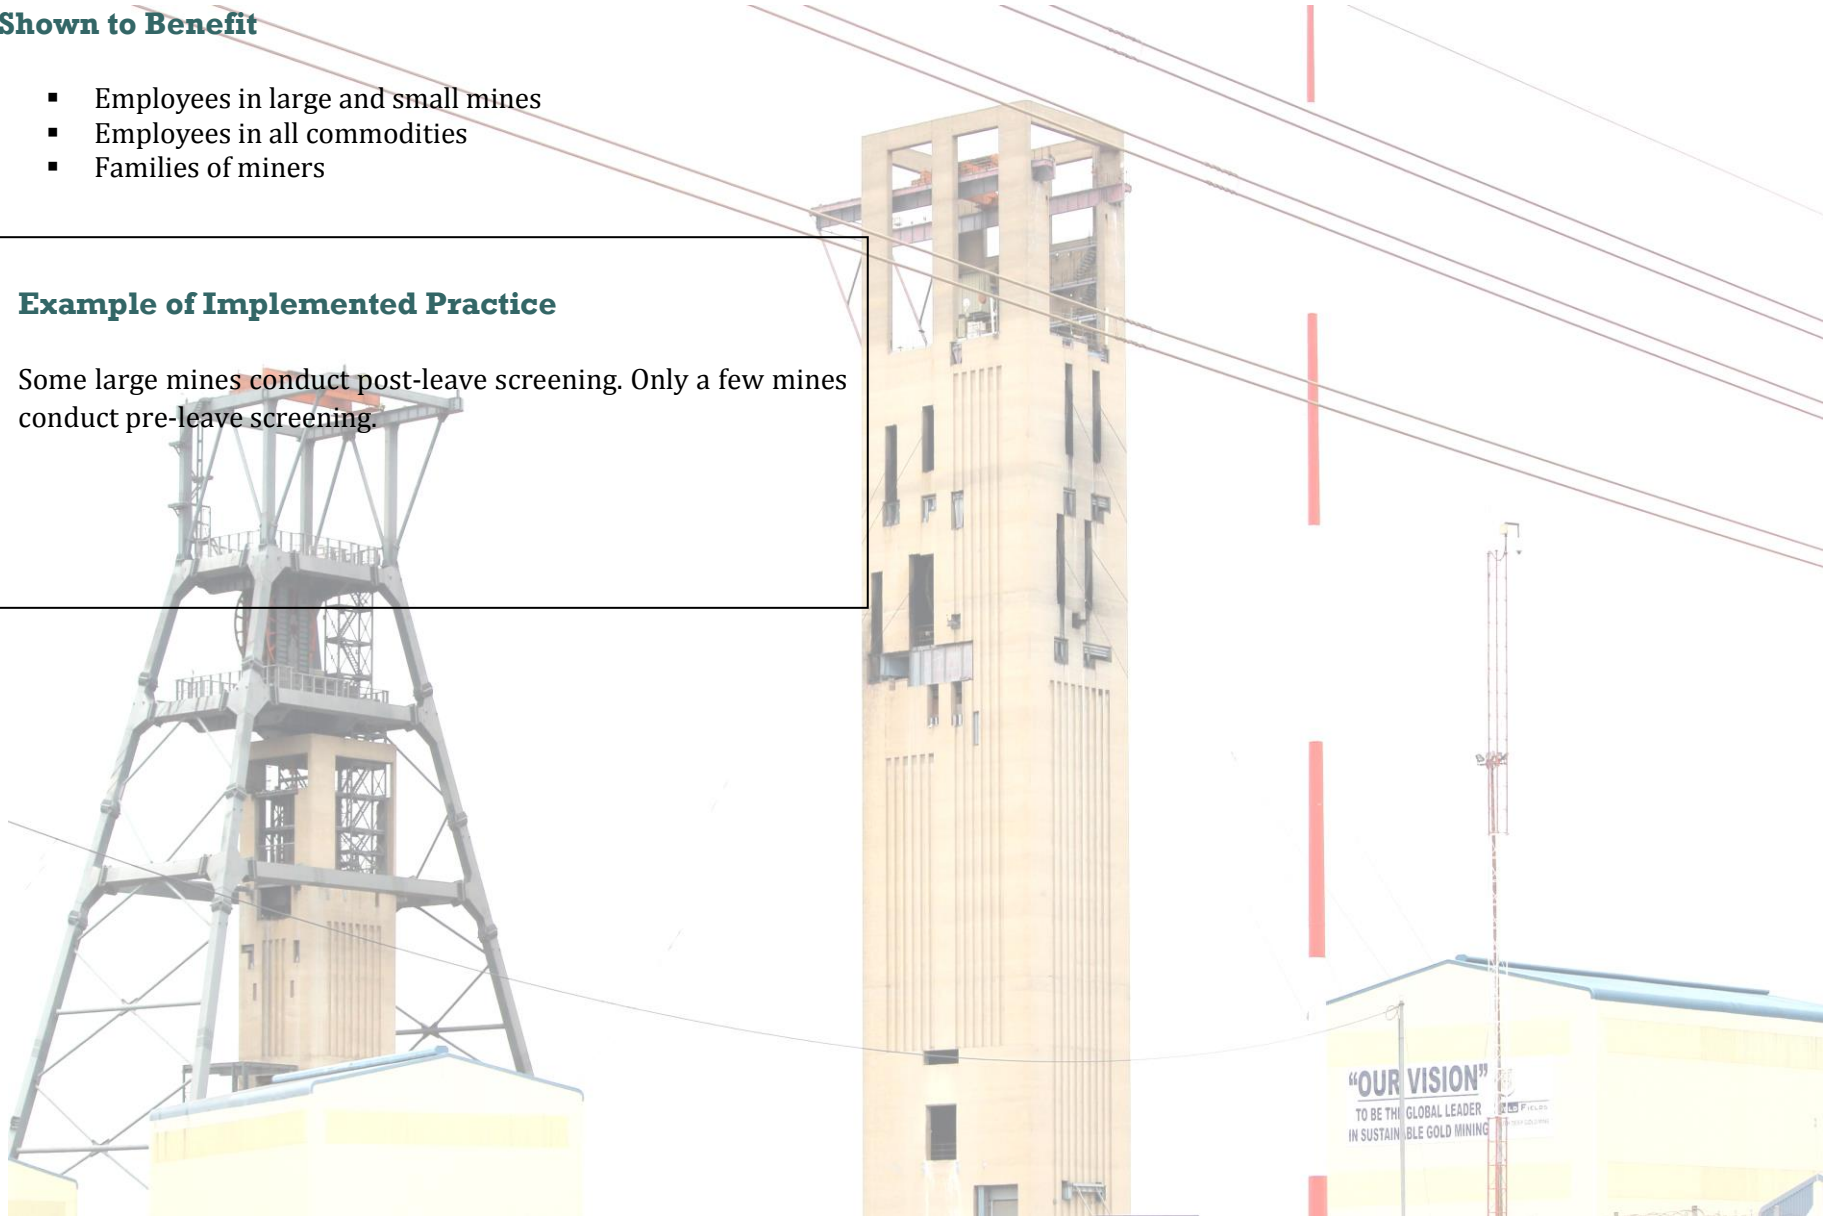 Shown to Benefit
▪ Employees in large and small mines
▪ Employees in all commodities
▪ Families of miners
Example of Implemented Practice
Some large mines conduct post-leave screening. Only a few mines
conduct pre-leave screening.
“OUR VISION”
TO BE THE GLOBAL LEADER
IN SUSTAINABLE GOLD MINING
FIELDS